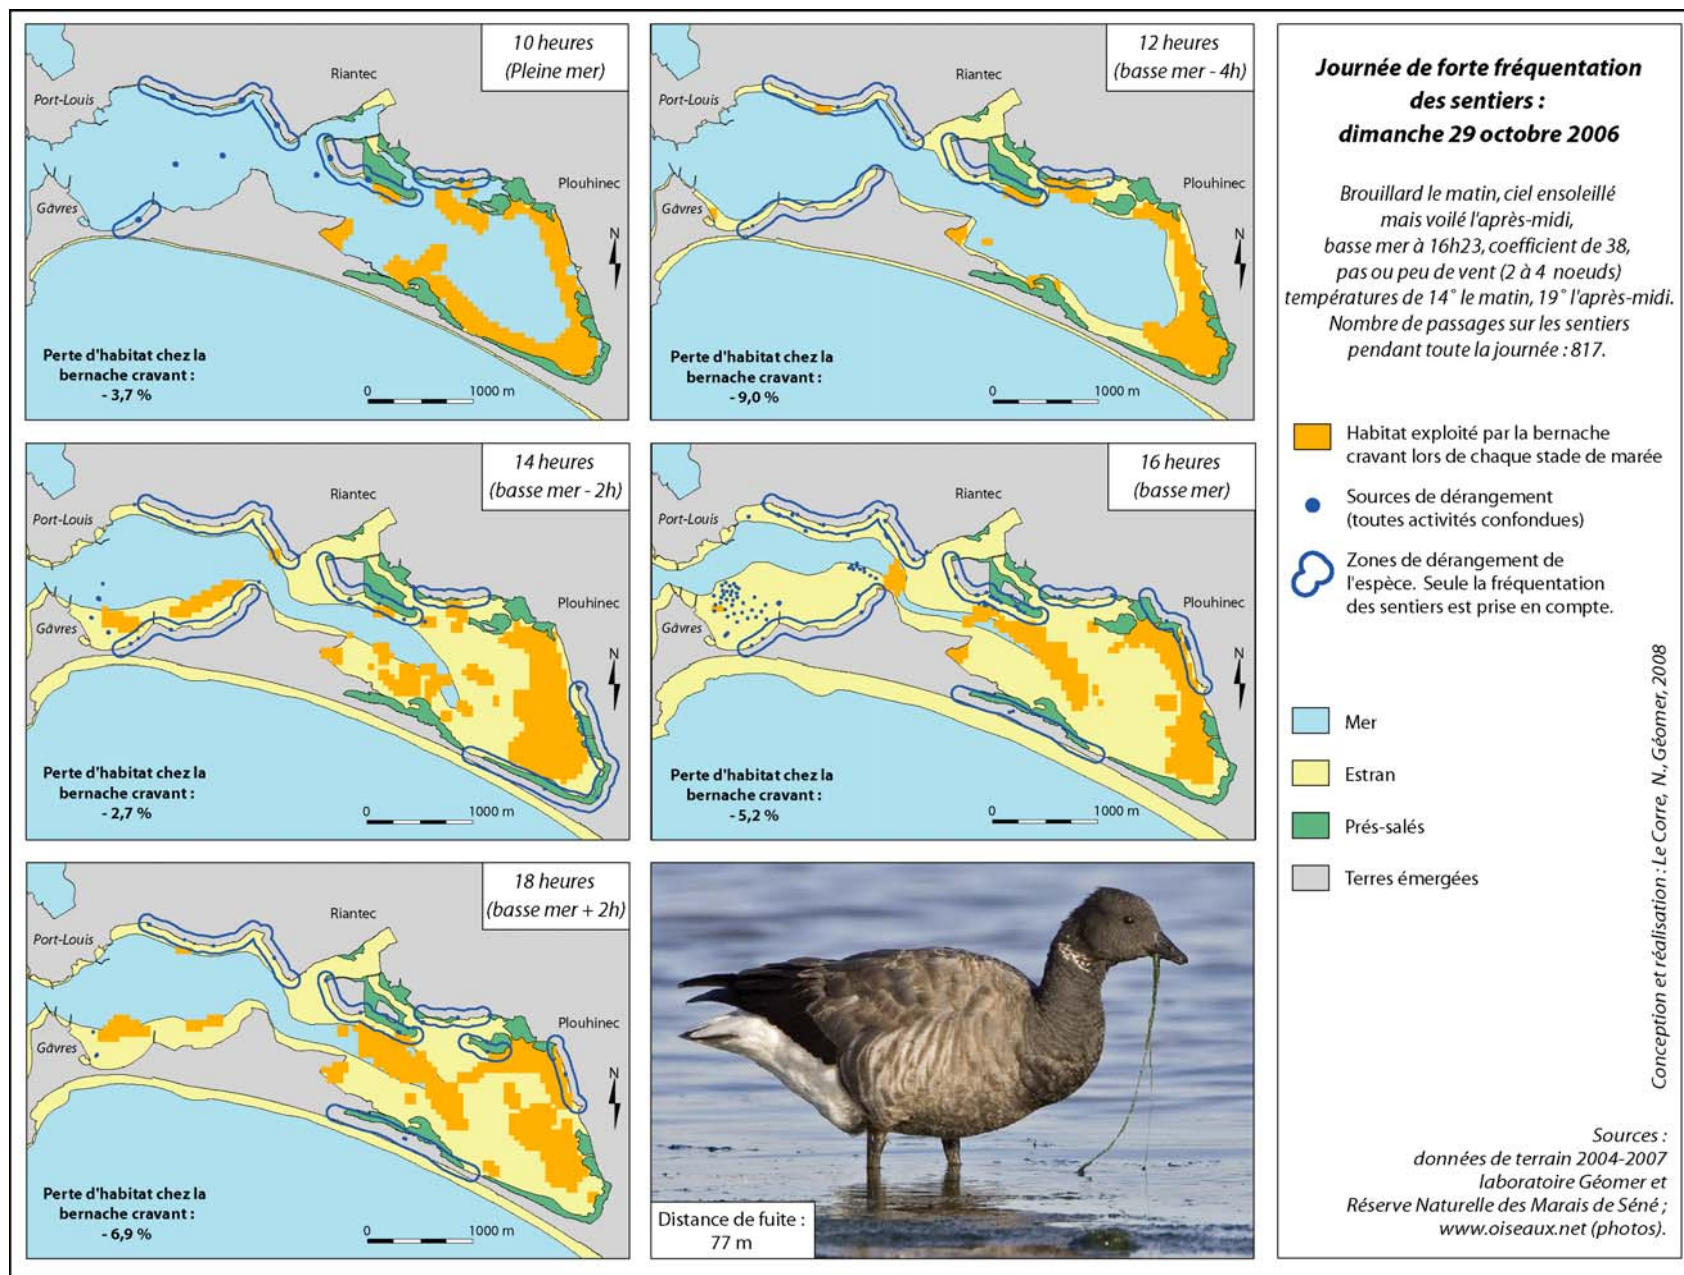 10 heures
(Pleine mer)
Riantec
Port-Louis
Plouhinec
Gâvres
N
Perte d'habitat chez la
bernache cravant :
- 3,7 %
0 1000 m
12 heures
(basse mer - 4h)
Riantec
Port-Louis
Plouhinec
Gâvres
N
Perte d'habitat chez la
bernache cravant :
- 9,0 %
0 1000 m
14 heures
(basse mer - 2h)
Riantec
Port-Louis
Plouhinec
Gâvres
N
Perte d'habitat chez la
bernache cravant :
- 2,7 %
0 1000 m
16 heures
(basse mer)
Riantec
Port-Louis
Plouhinec
Gâvres
N
Perte d'habitat chez la
bernache cravant :
- 5,2 %
0 1000 m
18 heures
(basse mer + 2h)
Riantec
Port-Louis
Plouhinec
Gâvres
N
Perte d'habitat chez la
bernache cravant :
- 6,9 %
0 1000 m
Distance de fuite :
77 m
Journée de forte fréquentation
des sentiers :
dimanche 29 octobre 2006
Brouillard le matin, ciel ensoleillé
mais voilé l'après-midi,
basse mer à 16h23, coefficient de 38,
pas ou peu de vent (2 à 4 noeuds)
températures de 14° le matin, 19° l'après-midi.
Nombre de passages sur les sentiers
pendant toute la journée : 817.
Habitat exploité par la bernache
cravant lors de chaque stade de marée
Sources de dérangement
(toutes activités confondues)
Zones de dérangement de
l'espèce. Seule la fréquentation
des sentiers est prise en compte.
Mer
Estran
Prés-salés
Terres émergées
Conception et réalisation : Le Corre, N., Géomer, 2008
Sources :
données de terrain 2004-2007
laboratoire Géomer et
Réserve Naturelle des Marais de Séné ;
www.oiseaux.net (photos).